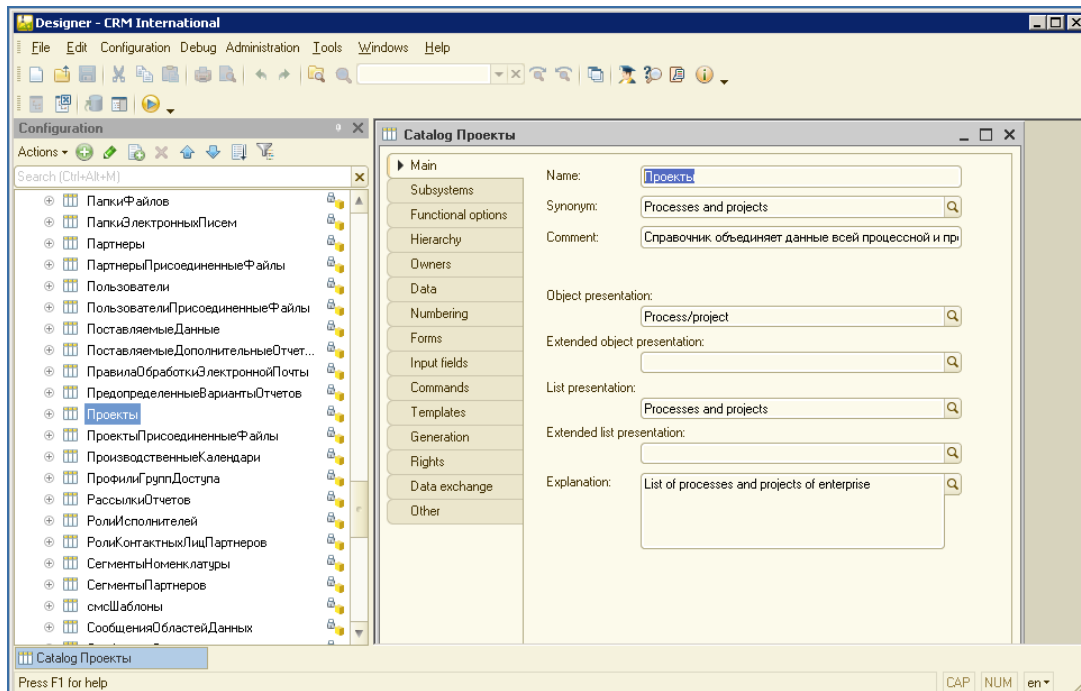 Designer - CRM International
File Edit Configuration Debug Administration Tools Windows Help
Configuration
Actions
Search (Ctrl+Alt+M)
ПапкиФайлов
ПапкиЭлектронныхПисем
Партнеры
ПартнерыПрисоединенныеФайлы
Пользователи
ПользователиПрисоединенныеФайлы
ПоставляемыеДанные
ПоставляемыеДополнительныеОтчет...
ПравилаОбработкиЭлектроннойПочты
ПредопределенныеВариантыОтчетов
Проекты
ПроектыПрисоединенныеФайлы
ПроизводственныеКалендари
ПрофилиГруппДоступа
РассылкиОтчетов
РолиИсполнителей
РолиКонтактныхЛицПартнеров
СегментыНоменклатуры
СегментыПартнеров
смсШаблоны
СообщенияОбластейДанных
Catalog Проекты
Main
Subsystems
Functional options
Hierarchy
Owners
Data
Numbering
Forms
Input fields
Commands
Templates
Generation
Rights
Data exchange
Other
Name: Проекты
Synonym: Processes and projects
Comment: Справочник объединяет данные всей процессной и про
Object presentation:
Process/project
Extended object presentation:
List presentation:
Processes and projects
Extended list presentation:
Explanation: List of processes and projects of enterprise
Catalog Проекты
Press F1 for help
CAP NUM en